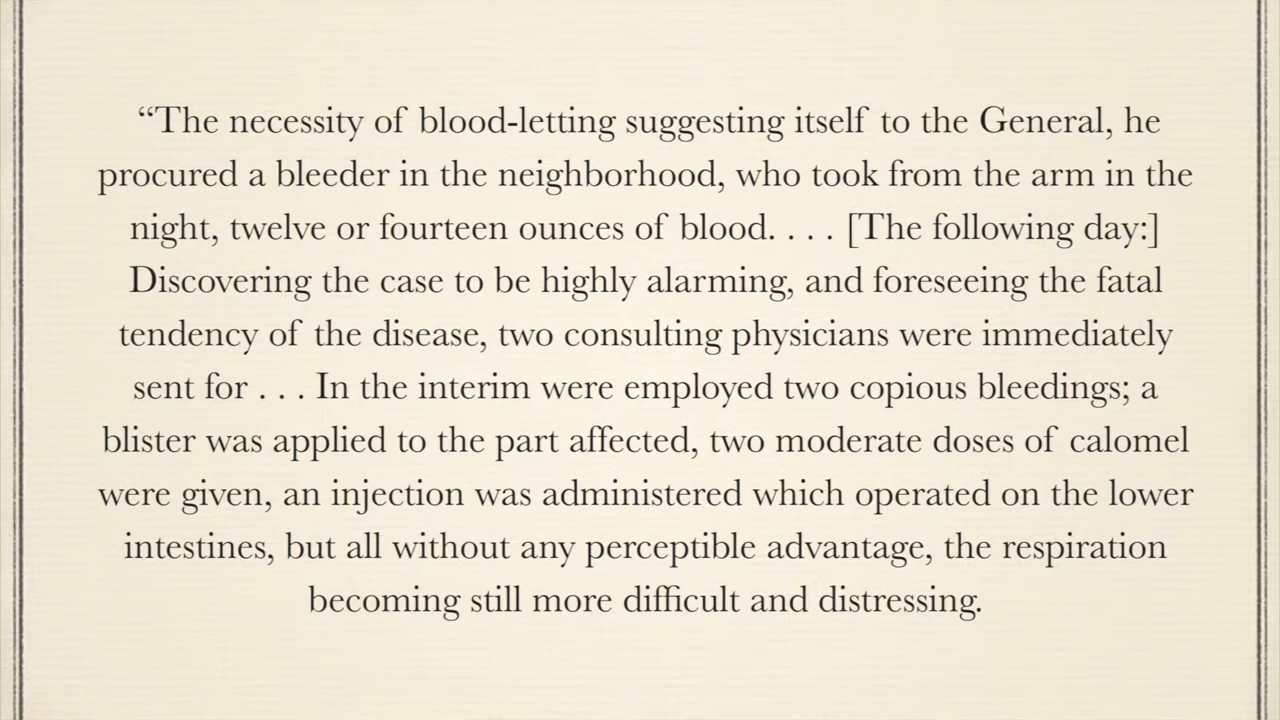 “The necessity of blood-letting suggesting itself to the General, he
procured a bleeder in the neighborhood, who took from the arm in the
night, twelve or fourteen ounces of blood. . . . [The following day:]
Discovering the case to be highly alarming, and foreseeing the fatal
tendency of the disease, two consulting physicians were immediately
sent for . . . In the interim were employed two copious bleedings; a
blister was applied to the part affected, two moderate doses of calomel
were given, an injection was administered which operated on the lower
intestines, but all without any perceptible advantage, the respiration
becoming still more difficult and distressing.